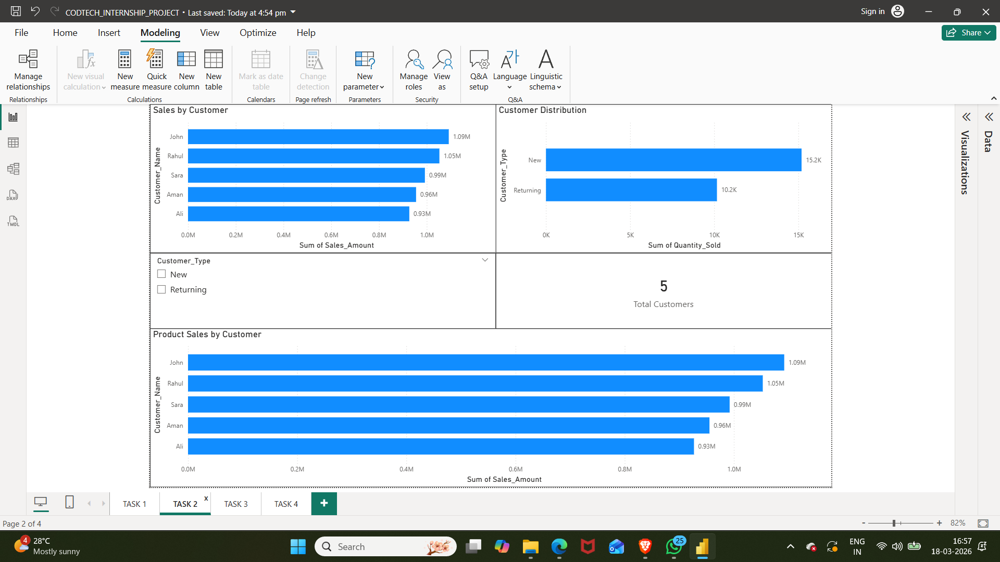 CODTECH_INTERNSHIP_PROJECT • Last saved: Today at 4:54 pm
Sign in
File
Home
Insert
Modeling
View
Optimize
Help
Share
Manage relationships
New visual calculation
New measure
Quick measure
New column
New table
Mark as date table
Change detection
New parameter
Manage roles
View as
Q&A setup
Language
Linguistic schema
Relationships
Calculations
Calendars
Page refresh
Parameters
Security
Q&A
DAX
TMDL
Sales by Customer
Customer_Name
John 1.09M
Rahul 1.05M
Sara 0.99M
Aman 0.96M
Ali 0.93M
0.0M 0.2M 0.4M 0.6M 0.8M 1.0M
Sum of Sales_Amount
Customer Distribution
Customer_Type
New 15.2K
Returning 10.2K
0K 5K 10K 15K
Sum of Quantity_Sold
Visualizations
Data
Customer_Type
New
Returning
5
Total Customers
Product Sales by Customer
Customer_Name
John 1.09M
Rahul 1.05M
Sara 0.99M
Aman 0.96M
Ali 0.93M
0.0M 0.2M 0.4M 0.6M 0.8M 1.0M
Sum of Sales_Amount
TASK 1
TASK 2
x
TASK 3
TASK 4
+
Page 2 of 4
- + 82%
4
28°C
Mostly sunny
Search
25
ENG
IN
16:57
18-03-2026